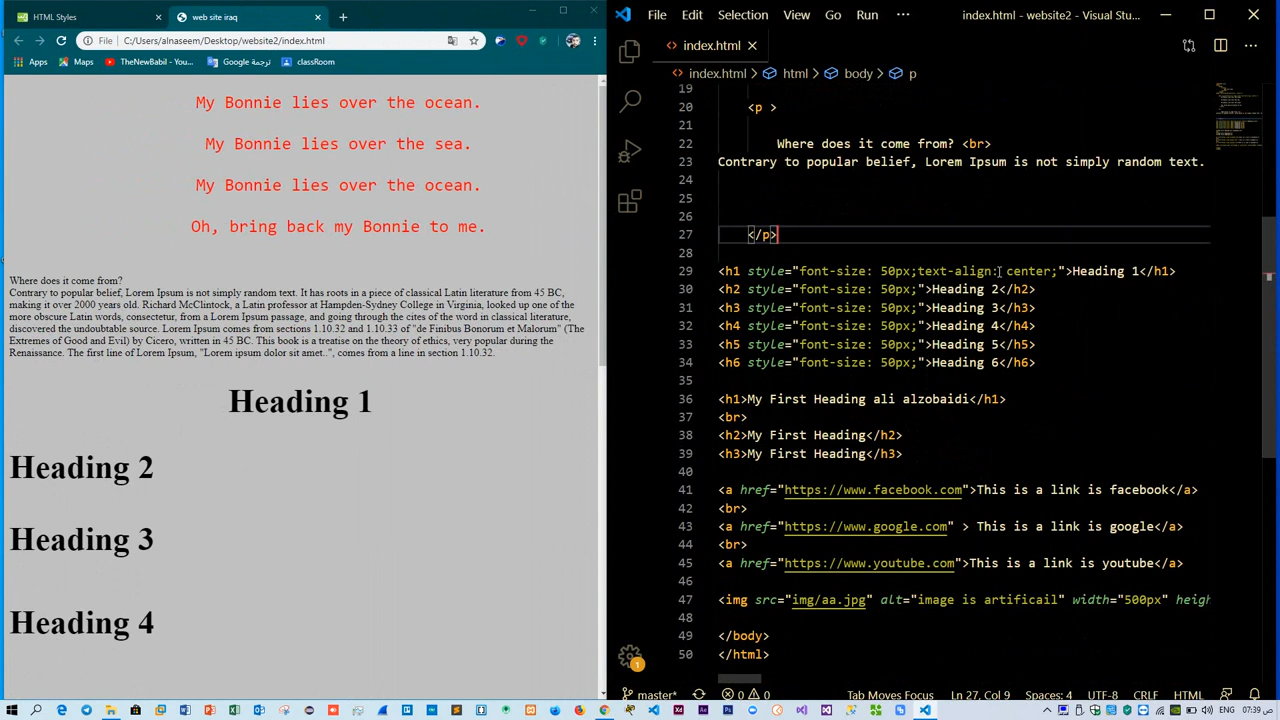 HTML Styles
web site iraq
File
C:/Users/alnaseem/Desktop/website2/index.html
Apps
Maps
TheNewBabil - You...
ترجمة Google
classRoom
My Bonnie lies over the ocean.
My Bonnie lies over the sea.
My Bonnie lies over the ocean.
Oh, bring back my Bonnie to me.
Where does it come from?
Contrary to popular belief, Lorem Ipsum is not simply random text. It has roots in a piece of classical Latin literature from 45 BC,
making it over 2000 years old. Richard McClintock, a Latin professor at Hampden-Sydney College in Virginia, looked up one of the
more obscure Latin words, consectetur, from a Lorem Ipsum passage, and going through the cites of the word in classical literature,
discovered the undoubtable source. Lorem Ipsum comes from sections 1.10.32 and 1.10.33 of "de Finibus Bonorum et Malorum" (The
Extremes of Good and Evil) by Cicero, written in 45 BC. This book is a treatise on the theory of ethics, very popular during the
Renaissance. The first line of Lorem Ipsum, "Lorem ipsum dolor sit amet..", comes from a line in section 1.10.32.
Heading 1
Heading 2
Heading 3
Heading 4
File Edit Selection View Go Run ··· index.html - website2 - Visual Stu...
index.html
index.html > html > body > p
19
20 <p >
21
22 Where does it come from? <br>
23 Contrary to popular belief, Lorem Ipsum is not simply random text.
24
25
26
27 </p>
28
29 <h1 style="font-size: 50px;text-align: center;">Heading 1</h1>
30 <h2 style="font-size: 50px;">Heading 2</h2>
31 <h3 style="font-size: 50px;">Heading 3</h3>
32 <h4 style="font-size: 50px;">Heading 4</h4>
33 <h5 style="font-size: 50px;">Heading 5</h5>
34 <h6 style="font-size: 50px;">Heading 6</h6>
35
36 <h1>My First Heading ali alzobaidi</h1>
37 <br>
38 <h2>My First Heading</h2>
39 <h3>My First Heading</h3>
40
41 <a href="https://www.facebook.com">This is a link is facebook</a>
42 <br>
43 <a href="https://www.google.com" > This is a link is google</a>
44 <br>
45 <a href="https://www.youtube.com">This is a link is youtube</a>
46
47 <img src="img/aa.jpg" alt="image is artificail" width="500px" heigh
48
49 </body>
50 </html>
1
master* 0 0 Tab Moves Focus Ln 27, Col 9 Spaces: 4 UTF-8 CRLF HTML
07:39 ص